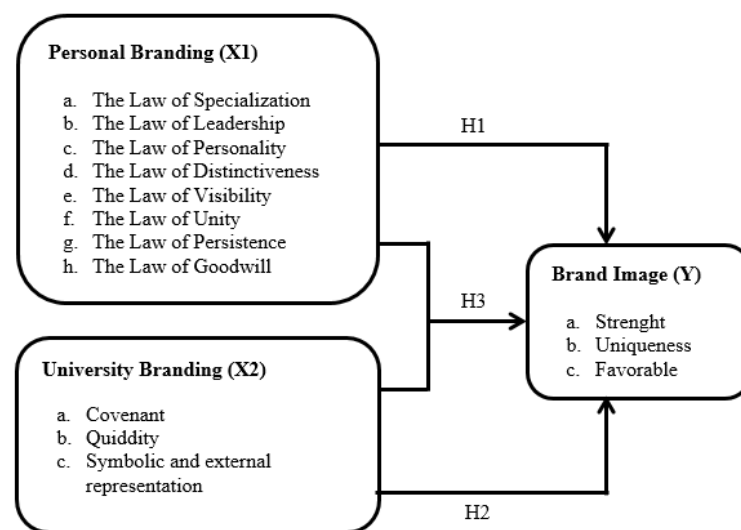 Personal Branding (X1)
a. The Law of Specialization
b. The Law of Leadership
c. The Law of Personality
d. The Law of Distinctiveness
e. The Law of Visibility
f. The Law of Unity
g. The Law of Persistence
h. The Law of Goodwill
H1
H3
Brand Image (Y)
a. Strenght
b. Uniqueness
c. Favorable
University Branding (X2)
a. Covenant
b. Quiddity
c. Symbolic and external
representation
H2